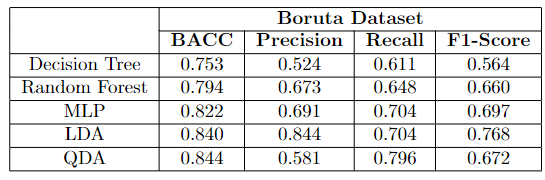 Boruta Dataset
BACC Precision Recall F1-Score
Decision Tree 0.753 0.524 0.611 0.564
Random Forest 0.794 0.673 0.648 0.660
MLP 0.822 0.691 0.704 0.697
LDA 0.840 0.844 0.704 0.768
QDA 0.844 0.581 0.796 0.672